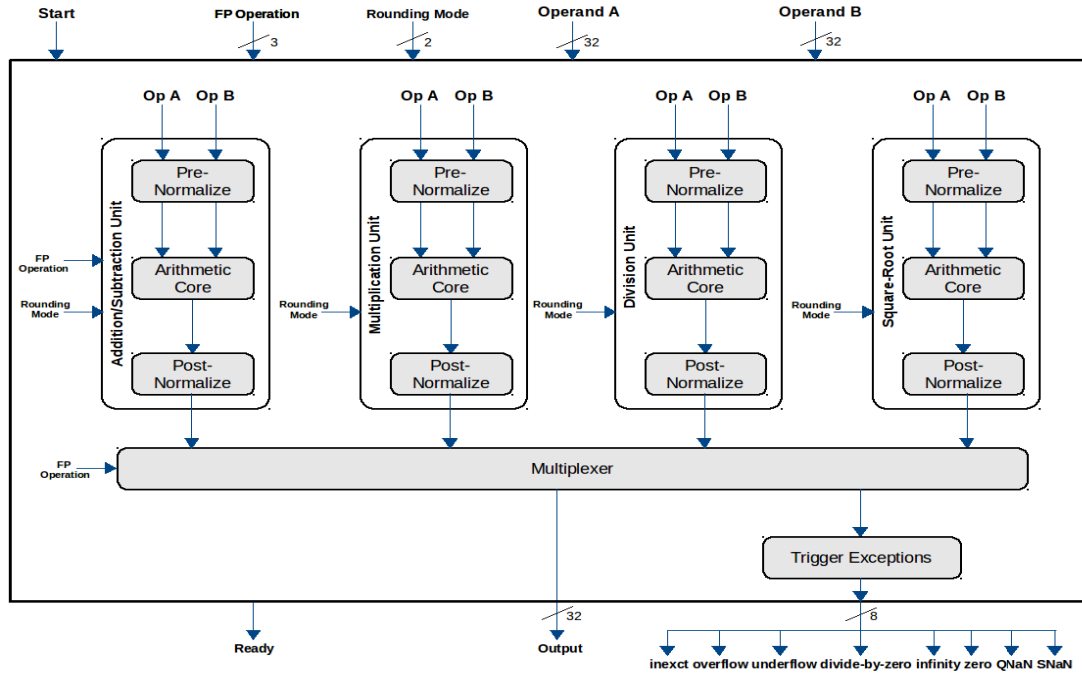 Start
FP Operation
Rounding Mode
Operand A
Operand B
3
2
32
32
Op A Op B
Op A Op B
Op A Op B
Op A Op B
Addition/Subtraction Unit
Pre-
Normalize
Arithmetic
Core
Post-
Normalize
FP
Operation
Rounding
Mode
Multiplication Unit
Pre-
Normalize
Arithmetic
Core
Post-
Normalize
Rounding
Mode
Division Unit
Pre-
Normalize
Arithmetic
Core
Post-
Normalize
Rounding
Mode
Square-Root Unit
Pre-
Normalize
Arithmetic
Core
Post-
Normalize
Rounding
Mode
FP
Operation
Multiplexer
Trigger Exceptions
32
8
Ready
Output
inexct overflow underflow divide-by-zero infinity zero QNaN SNaN